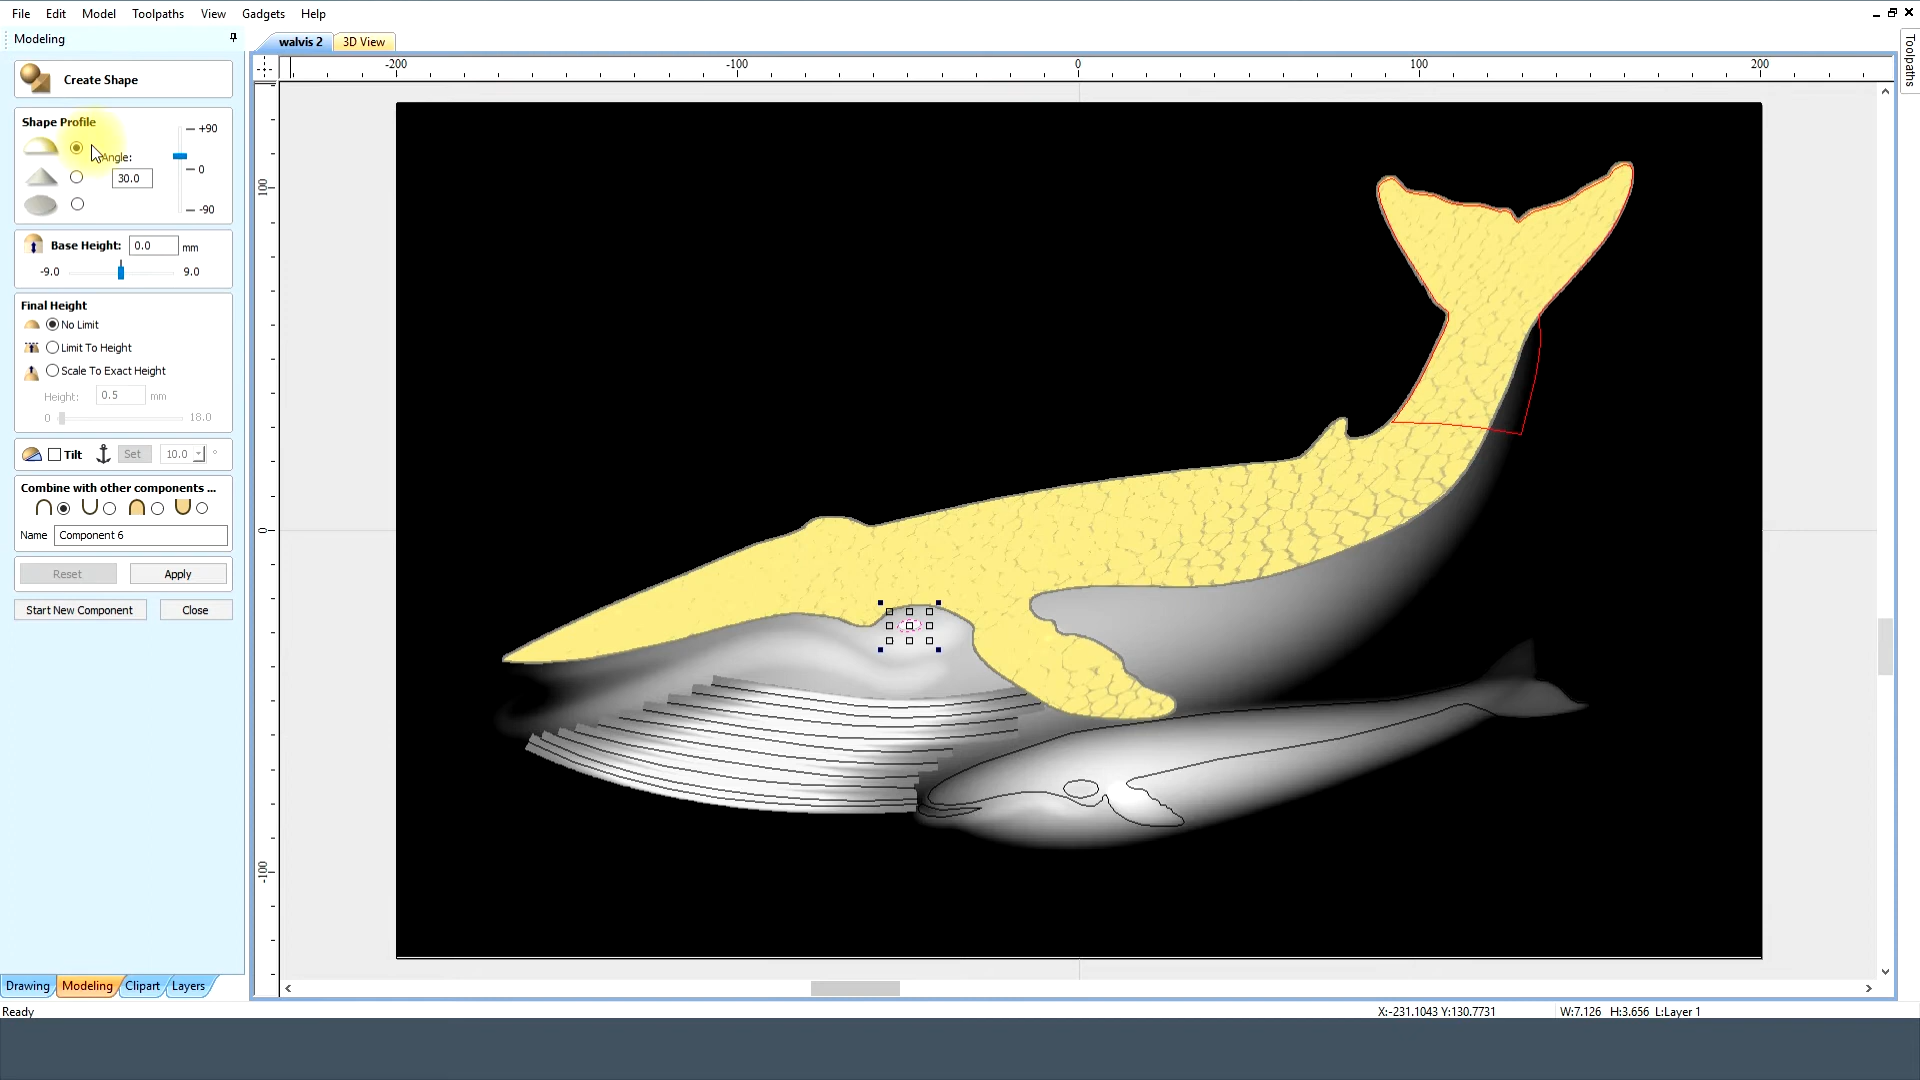 File Edit Model Toolpaths View Gadgets Help
Modeling
walvis 2 3D View
Toolpaths
-200 -100 0 100 200
Create Shape
Shape Profile
+90
Angle:
0
30.0
-90
100
Base Height: 0.0 mm
-9.0 9.0
Final Height
No Limit
Limit To Height
Scale To Exact Height
Height: 0.5 mm
0 18.0
Tilt Set 10.0 °
Combine with other components ...
Name Component 6
0
Reset Apply
Start New Component Close
-100
Drawing Modeling Clipart Layers
Ready X:-231.1043 Y:130.7731 W:7.126 H:3.656 L:Layer 1